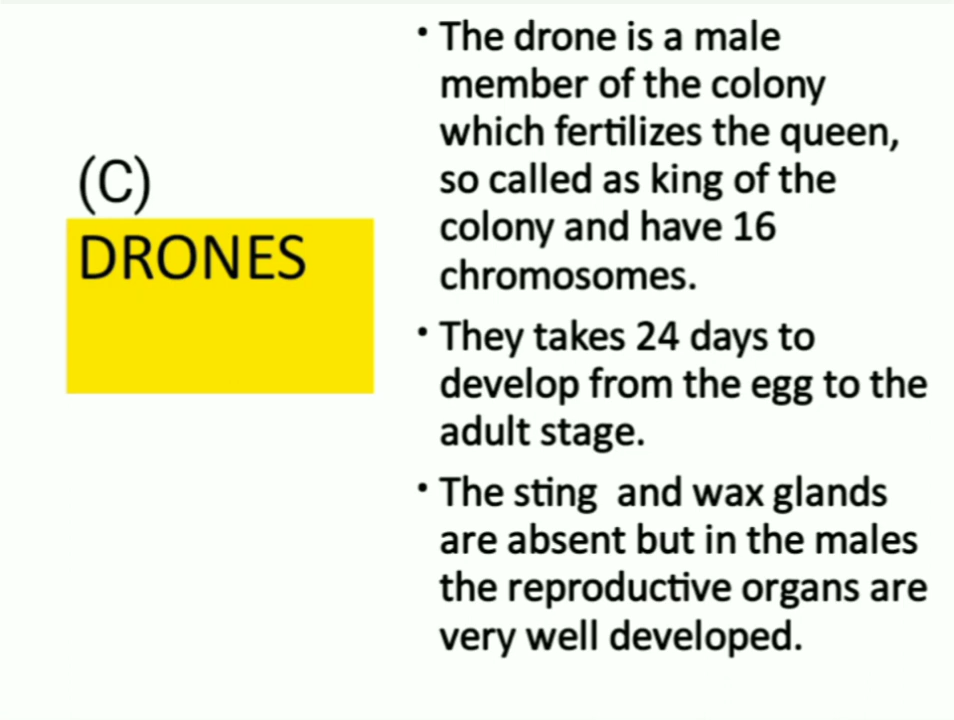 (C)
DRONES
• The drone is a male
member of the colony
which fertilizes the queen,
so called as king of the
colony and have 16
chromosomes.
• They takes 24 days to
develop from the egg to the
adult stage.
• The sting  and wax glands
are absent but in the males
the reproductive organs are
very well developed.